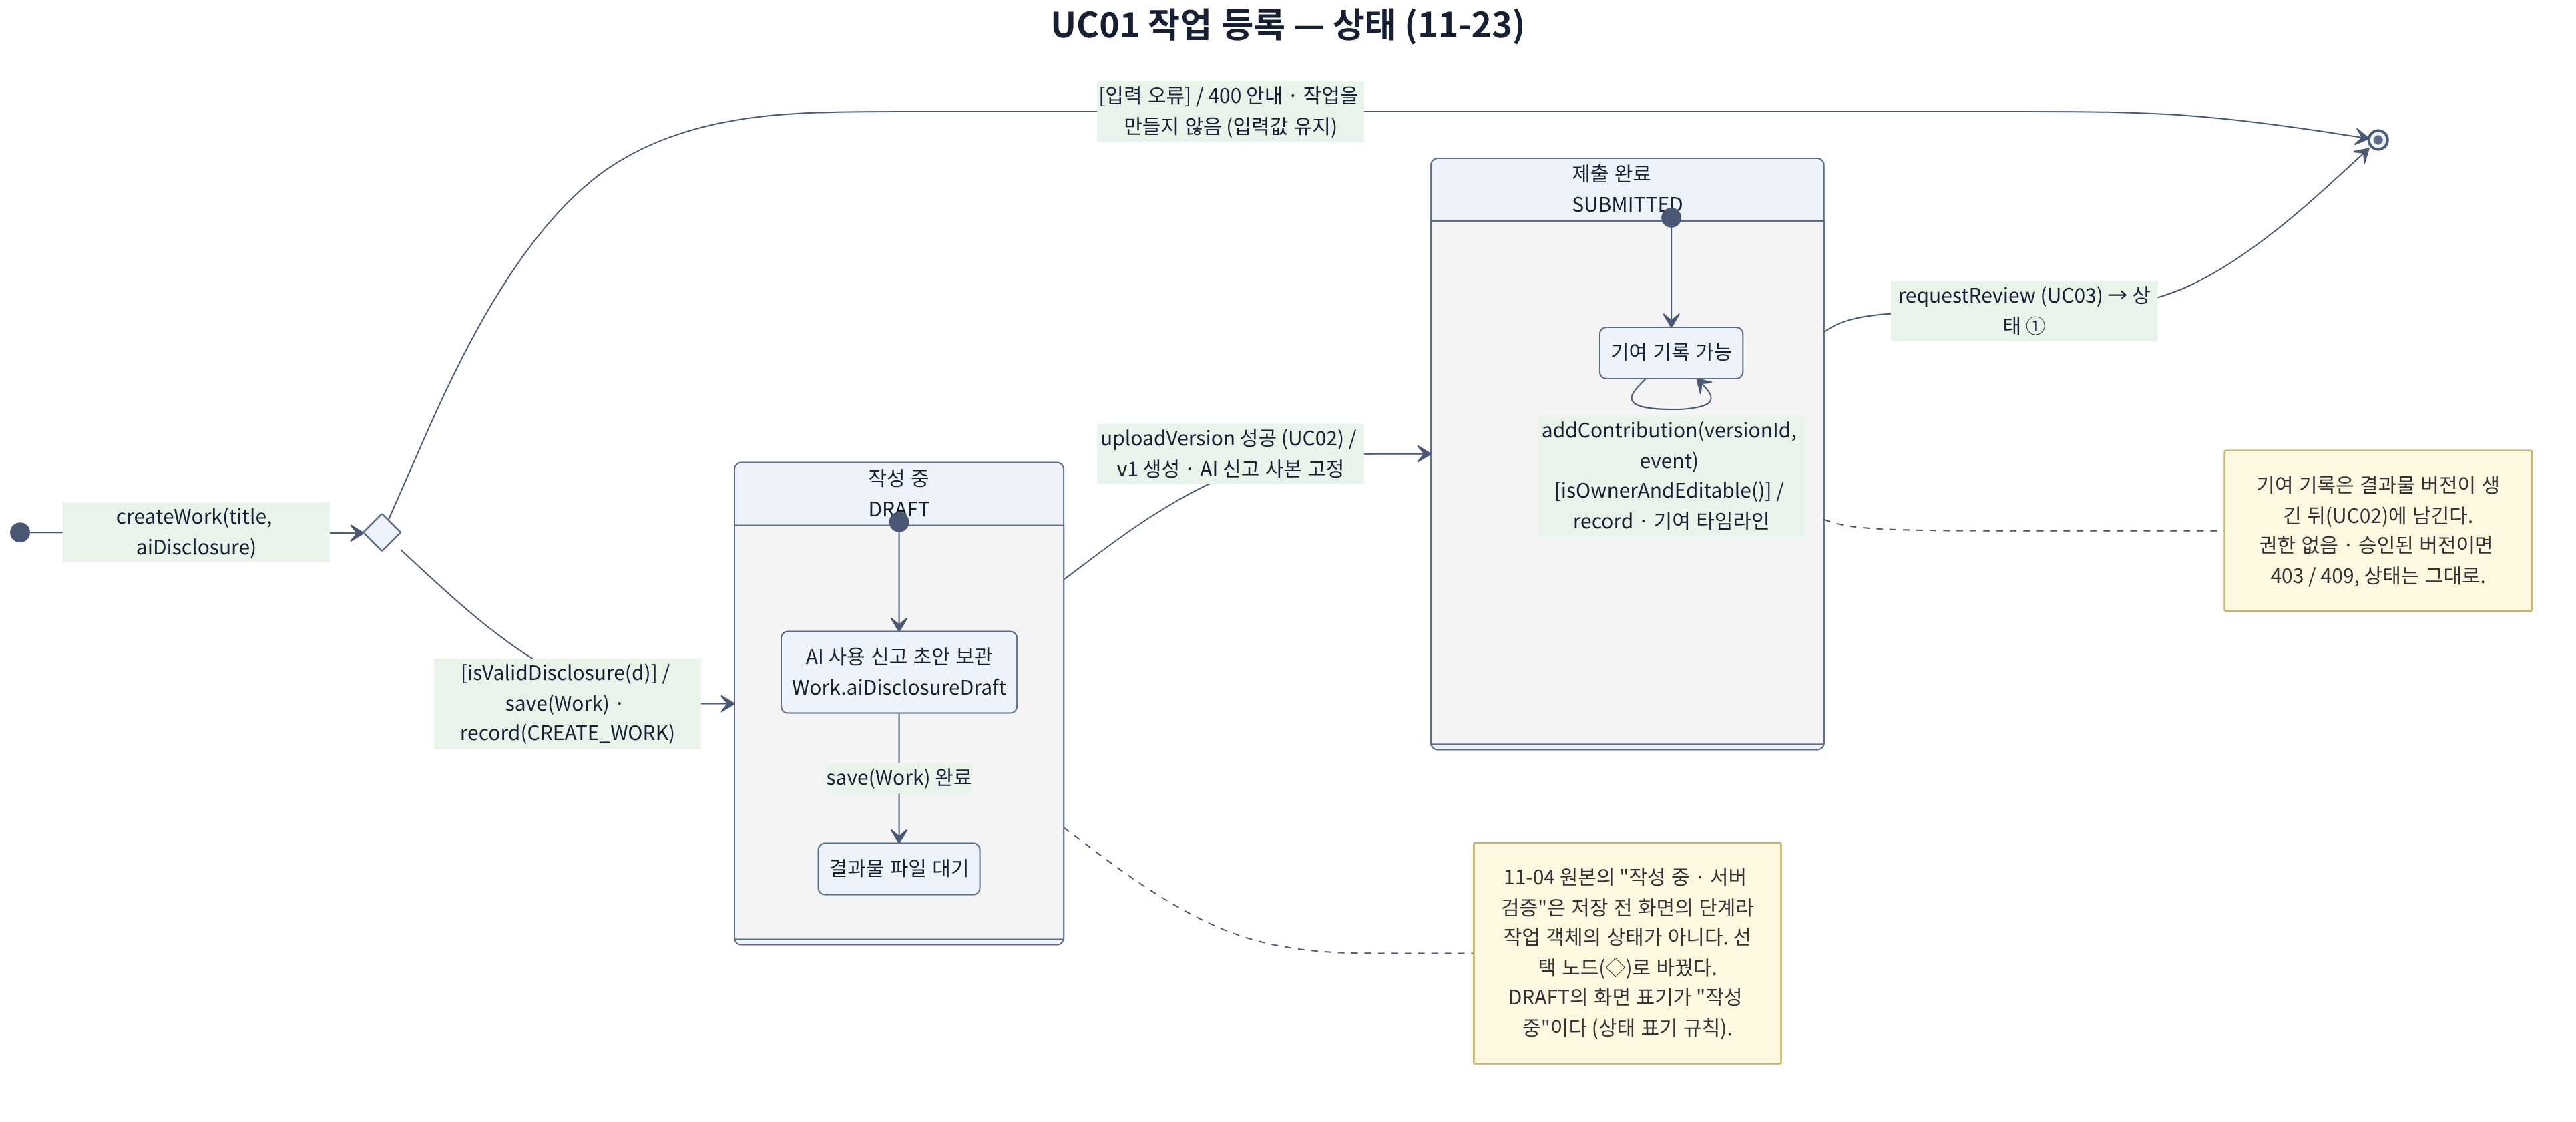 UC01 작업 등록 — 상태 (11-23)
[입력 오류] / 400 안내 · 작업을
만들지 않음 (입력값 유지)
제출 완료
SUBMITTED
requestReview (UC03) → 상
태 ①
기여 기록 가능
uploadVersion 성공 (UC02) /
v1 생성 · AI 신고 사본 고정
addContribution(versionId,
event)
[isOwnerAndEditable()] /
record · 기여 타임라인
작성 중
DRAFT
기여 기록은 결과물 버전이 생
긴 뒤(UC02)에 남긴다.
권한 없음 · 승인된 버전이면
403 / 409, 상태는 그대로.
createWork(title,
aiDisclosure)
[isValidDisclosure(d)] /
save(Work) ·
record(CREATE_WORK)
AI 사용 신고 초안 보관
Work.aiDisclosureDraft
save(Work) 완료
결과물 파일 대기
11-04 원본의 "작성 중 · 서버
검증"은 저장 전 화면의 단계라
작업 객체의 상태가 아니다. 선
택 노드(◇)로 바꿨다.
DRAFT의 화면 표기가 "작성
중"이다 (상태 표기 규칙).